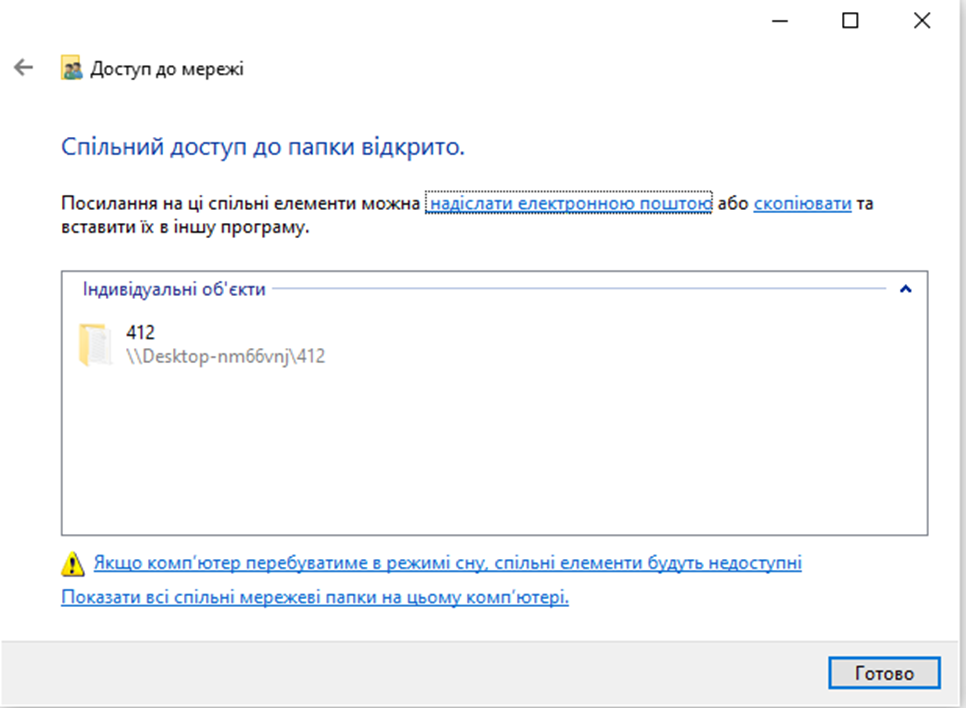 Доступ до мережі
Спільний доступ до папки відкрито.
Посилання на ці спільні елементи можна надіслати електронною поштою або скопіювати та
вставити їх в іншу програму.
Індивідуальні об'єкти
412
\\Desktop-nm66vnj\412
Якщо комп'ютер перебуватиме в режимі сну, спільні елементи будуть недоступні
Показати всі спільні мережеві папки на цьому комп'ютері.
Готово